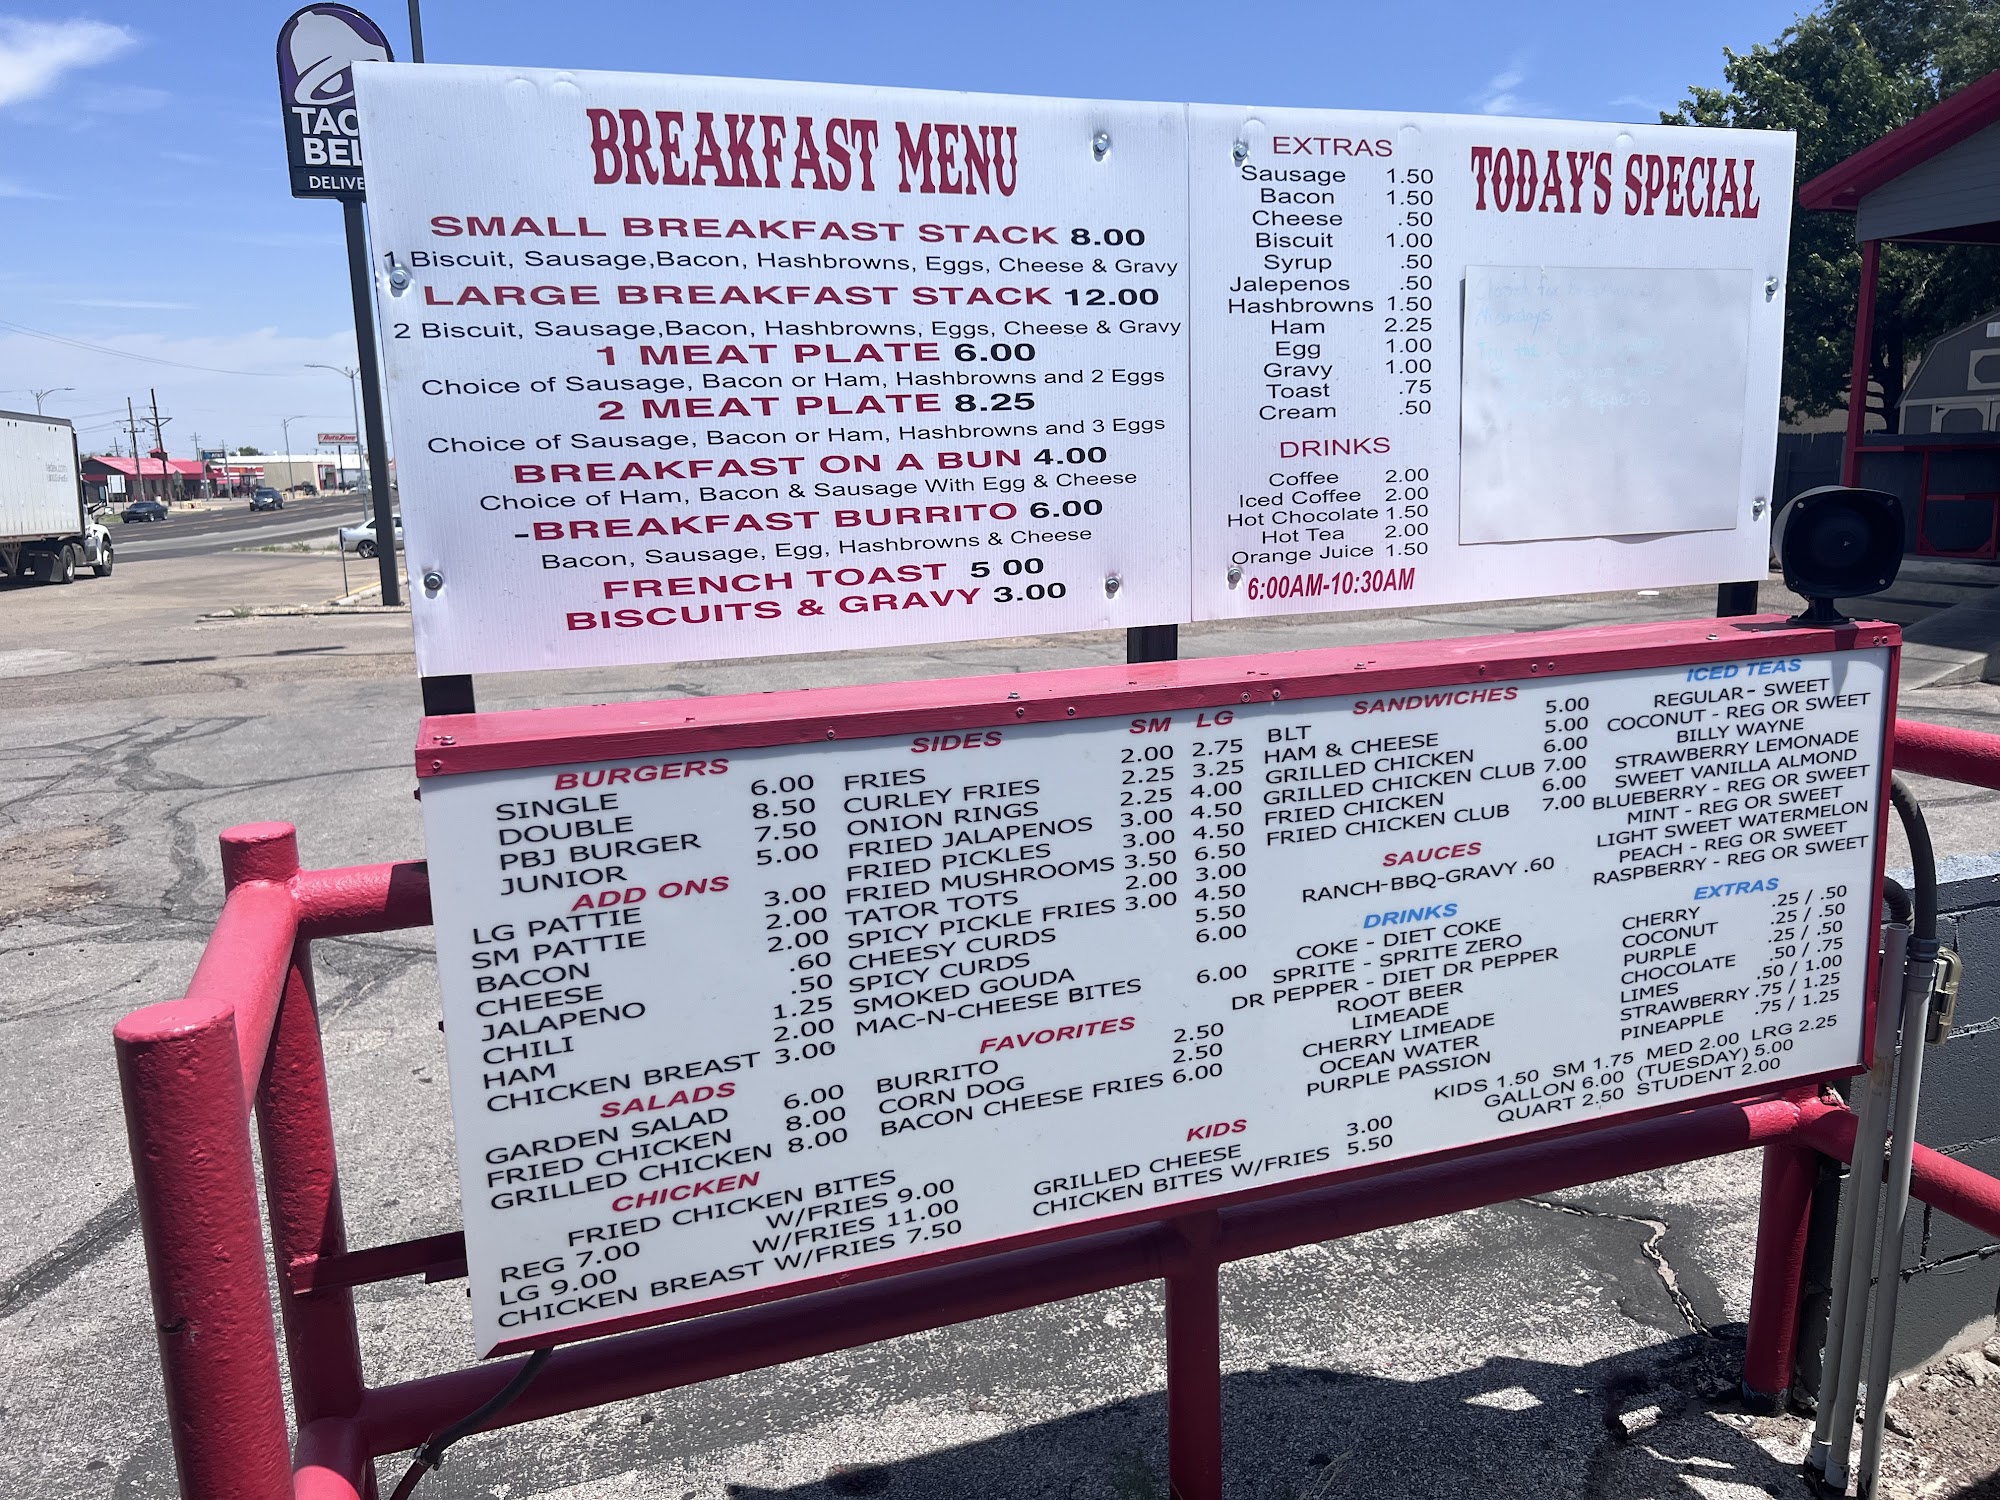 TAC
BEL
DELIVE
AutoZone
BREAKFAST MENU
SMALL BREAKFAST STACK 8.00
1 Biscuit, Sausage,Bacon, Hashbrowns, Eggs, Cheese & Gravy
LARGE BREAKFAST STACK 12.00
2 Biscuit, Sausage,Bacon, Hashbrowns, Eggs, Cheese & Gravy
1 MEAT PLATE 6.00
Choice of Sausage, Bacon or Ham, Hashbrowns and 2 Eggs
2 MEAT PLATE 8.25
Choice of Sausage, Bacon or Ham, Hashbrowns and 3 Eggs
BREAKFAST ON A BUN 4.00
Choice of Ham, Bacon & Sausage With Egg & Cheese
-BREAKFAST BURRITO 6.00
Bacon, Sausage, Egg, Hashbrowns & Cheese
FRENCH TOAST 5 00
BISCUITS & GRAVY 3.00
EXTRAS
Sausage 1.50
Bacon 1.50
Cheese .50
Biscuit 1.00
Syrup .50
Jalepenos .50
Hashbrowns 1.50
Ham 2.25
Egg 1.00
Gravy 1.00
Toast .75
Cream .50
DRINKS
Coffee 2.00
Iced Coffee 2.00
Hot Chocolate 1.50
Hot Tea 2.00
Orange Juice 1.50
6:00AM-10:30AM
TODAY'S SPECIAL
Mondays
BURGERS
SINGLE 6.00
DOUBLE 8.50
PBJ BURGER 7.50
JUNIOR 5.00
ADD ONS
LG PATTIE 3.00
SM PATTIE 2.00
BACON 2.00
CHEESE .60
JALAPENO .50
CHILI 1.25
HAM 2.00
CHICKEN BREAST 3.00
SALADS
GARDEN SALAD 6.00
FRIED CHICKEN 8.00
GRILLED CHICKEN 8.00
CHICKEN
FRIED CHICKEN BITES
REG 7.00 W/FRIES 9.00
LG 9.00 W/FRIES 11.00
CHICKEN BREAST W/FRIES 7.50
SIDES SM LG
FRIES 2.00 2.75
CURLEY FRIES 2.25 3.25
ONION RINGS 2.25 4.00
FRIED JALAPENOS 3.00 4.50
FRIED PICKLES 3.00 4.50
FRIED MUSHROOMS 3.50 6.50
TATOR TOTS 2.00 3.00
SPICY PICKLE FRIES 3.00 4.50
CHEESY CURDS 5.50
SPICY CURDS 6.00
SMOKED GOUDA
MAC-N-CHEESE BITES 6.00
FAVORITES
BURRITO 2.50
CORN DOG 2.50
BACON CHEESE FRIES 6.00
KIDS
GRILLED CHEESE 3.00
CHICKEN BITES W/FRIES 5.50
SANDWICHES
BLT 5.00
HAM & CHEESE 5.00
GRILLED CHICKEN 6.00
GRILLED CHICKEN CLUB 7.00
FRIED CHICKEN 6.00
FRIED CHICKEN CLUB 7.00
SAUCES
RANCH-BBQ-GRAVY .60
DRINKS
COKE - DIET COKE
SPRITE - SPRITE ZERO
DR PEPPER - DIET DR PEPPER
ROOT BEER
LIMEADE
CHERRY LIMEADE
OCEAN WATER
PURPLE PASSION
ICED TEAS
REGULAR- SWEET
COCONUT - REG OR SWEET
BILLY WAYNE
STRAWBERRY LEMONADE
SWEET VANILLA ALMOND
BLUEBERRY - REG OR SWEET
MINT - REG OR SWEET
LIGHT SWEET WATERMELON
PEACH - REG OR SWEET
RASPBERRY - REG OR SWEET
EXTRAS
CHERRY .25 / .50
COCONUT .25 / .50
PURPLE .25 / .50
CHOCOLATE .50 / .75
LIMES .50 / 1.00
STRAWBERRY .75 / 1.25
PINEAPPLE .75 / 1.25
KIDS 1.50 SM 1.75 MED 2.00 LRG 2.25
GALLON 6.00 (TUESDAY) 5.00
QUART 2.50 STUDENT 2.00